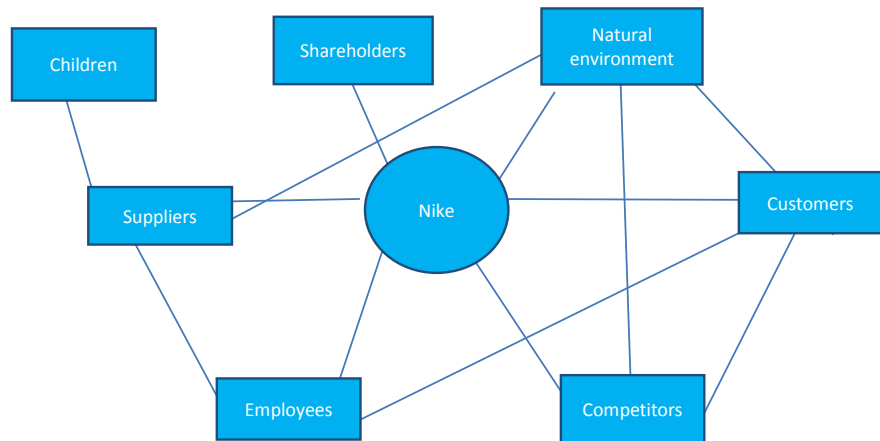 Children
Shareholders
Natural
environment
Suppliers
Nike
Customers
Employees
Competitors